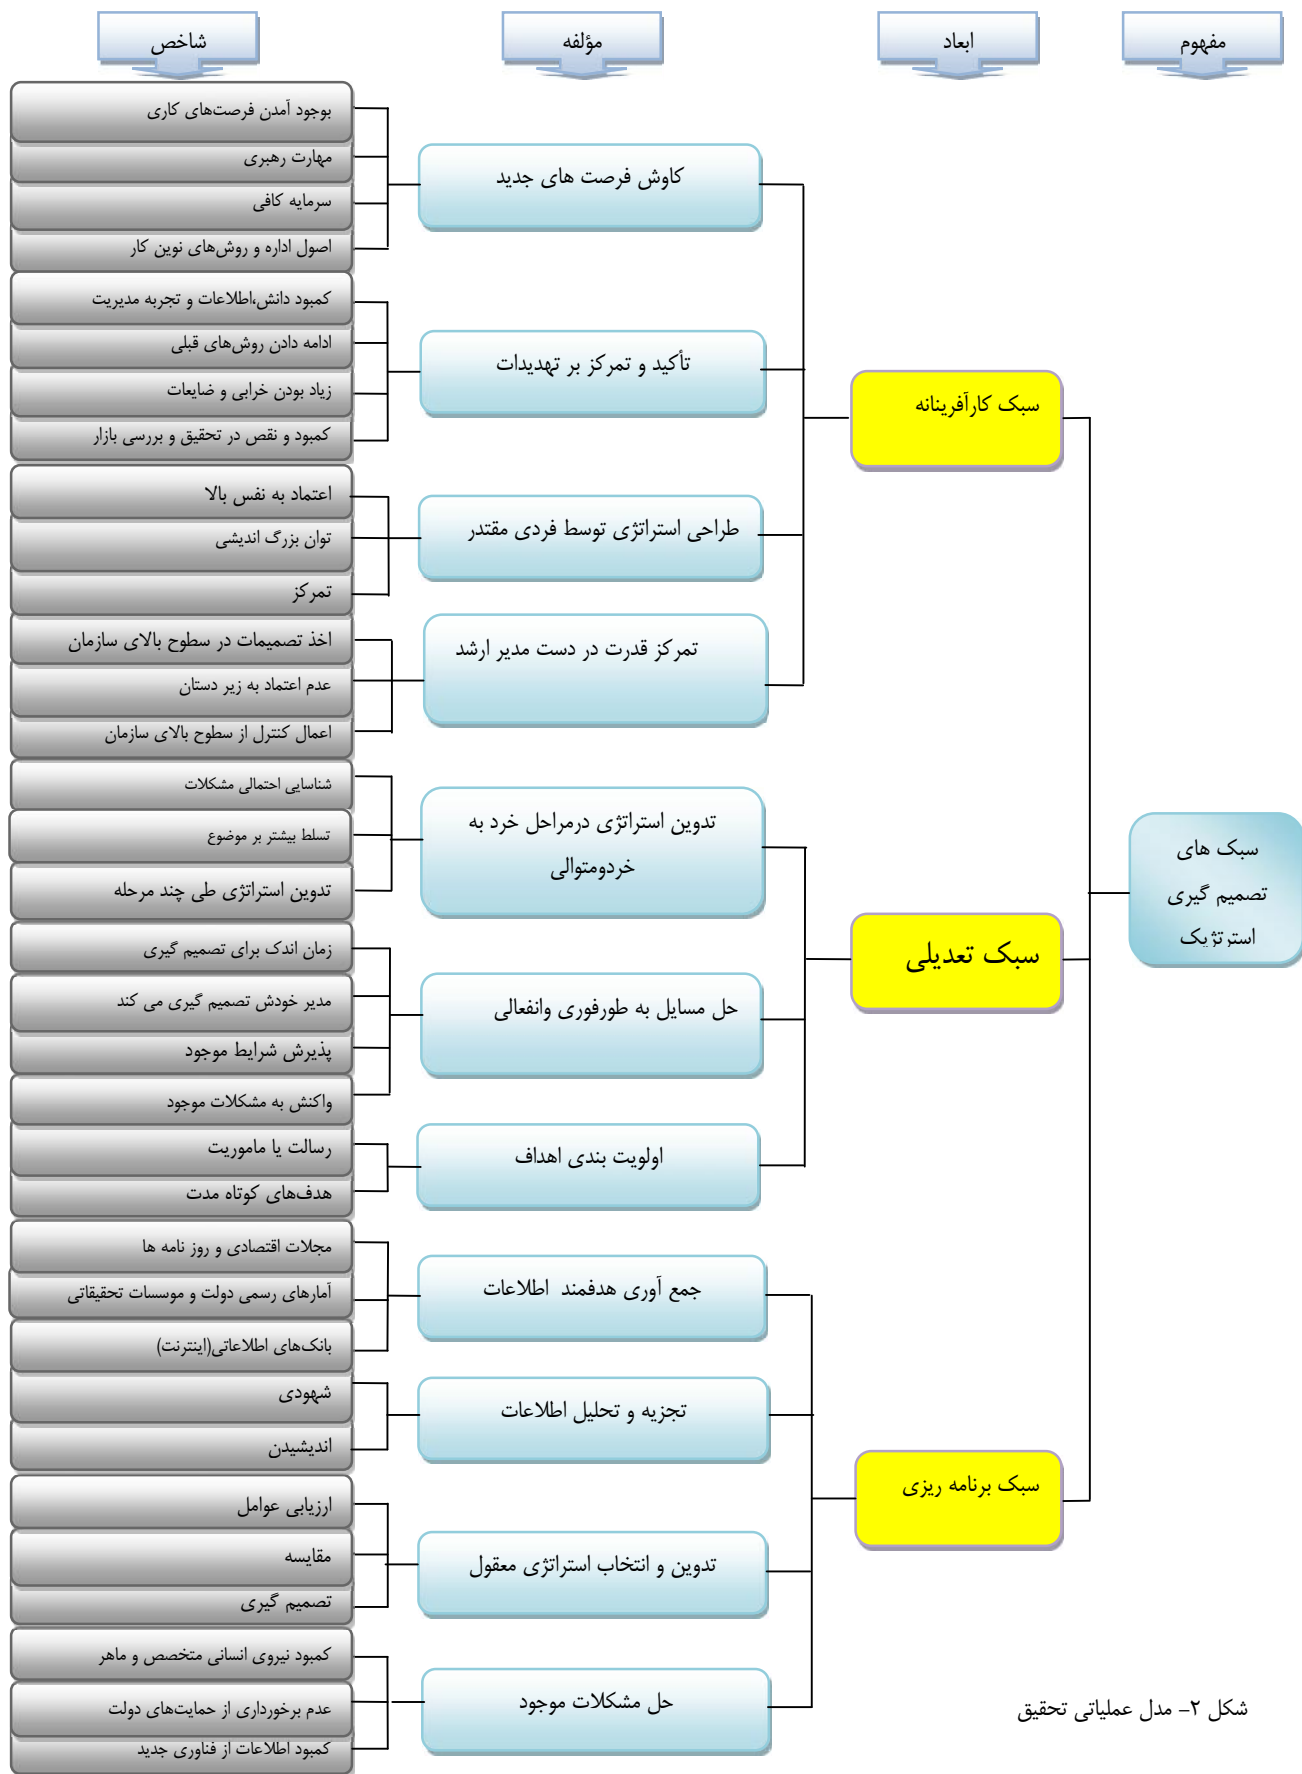 مفهوم
ابعاد
مؤلفه
شاخص
سبک های
تصمیم گیری
استرتژیک
سبک کارآفرینانه
کاوش فرصت های جدید
بوجود آمدن فرصت‌های کاری
مهارت رهبری
سرمایه کافی
اصول اداره و روش‌های نوین کار
تأکید و تمرکز بر تهدیدات
کمبود دانش،اطلاعات و تجربه مدیریت
ادامه دادن روش‌های قبلی
زیاد بودن خرابی و ضایعات
کمبود و نقص در تحقیق و بررسی بازار
طراحی استراتژی توسط فردی مقتدر
اعتماد به نفس بالا
توان بزرگ اندیشی
تمرکز
تمرکز قدرت در دست مدیر ارشد
اخذ تصمیمات در سطوح بالای سازمان
عدم اعتماد به زیر دستان
اعمال کنترل از سطوح بالای سازمان
سبک تعدیلی
تدوین استراتژی درمراحل خرد به
خردومتوالی
شناسایی احتمالی مشکلات
تسلط بیشتر بر موضوع
تدوین استراتژی طی چند مرحله
حل مسایل به طورفوری وانفعالی
زمان اندک برای تصمیم گیری
مدیر خودش تصمیم گیری می کند
پذیرش شرایط موجود
واکنش به مشکلات موجود
اولویت بندی اهداف
رسالت یا ماموریت
هدف‌های کوتاه مدت
سبک برنامه ریزی
جمع آوری هدفمند اطلاعات
مجلات اقتصادی و روز نامه ها
آمارهای رسمی دولت و موسسات تحقیقاتی
بانک‌های اطلاعاتی(اینترنت)
تجزیه و تحلیل اطلاعات
شهودی
اندیشیدن
تدوین و انتخاب استراتژی معقول
ارزیابی عوامل
مقایسه
تصمیم گیری
حل مشکلات موجود
کمبود نیروی انسانی متخصص و ماهر
عدم برخورداری از حمایت‌های دولت
کمبود اطلاعات از فناوری جدید
شکل ۲- مدل عملیاتی تحقیق